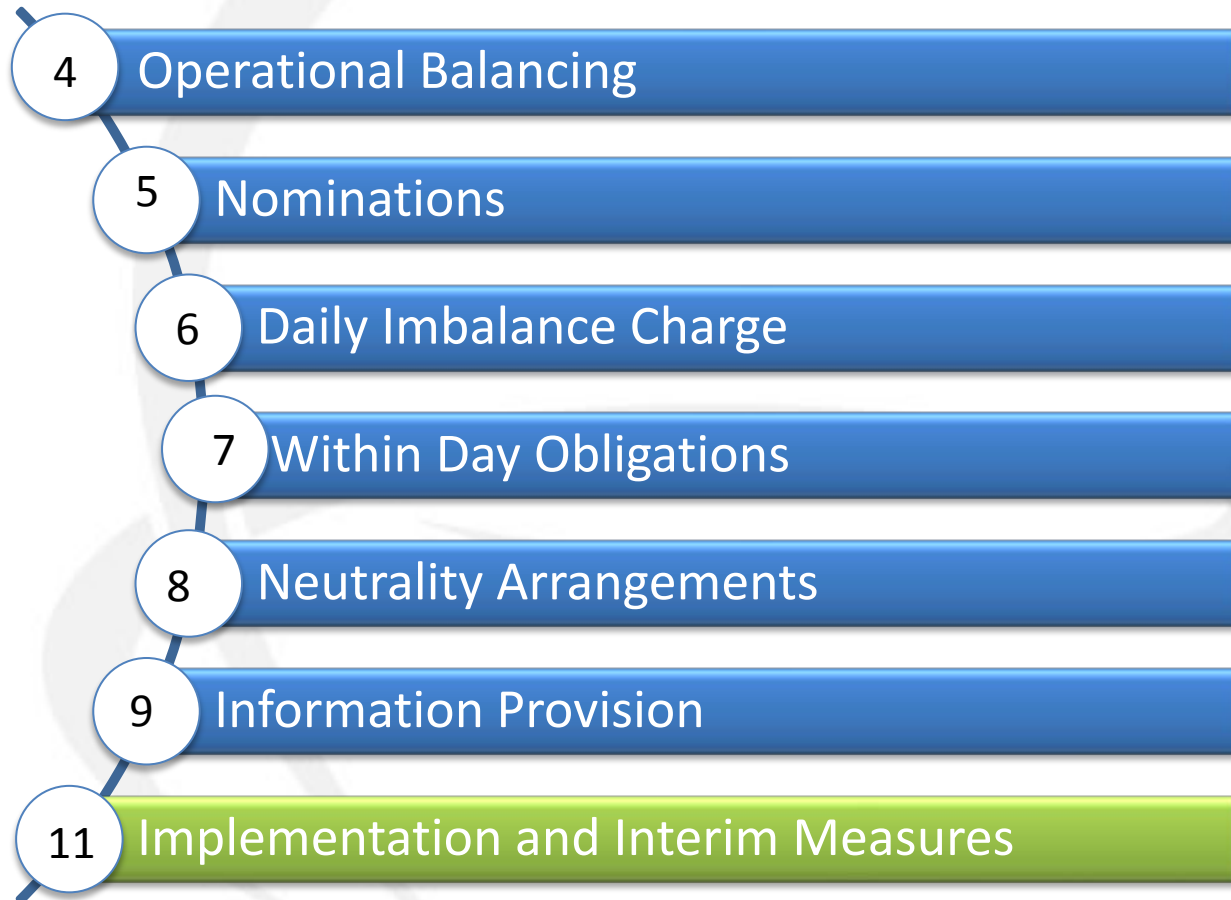 4 Operational Balancing
5 Nominations
6 Daily Imbalance Charge
7 Within Day Obligations
8 Neutrality Arrangements
9 Information Provision
11 Implementation and Interim Measures